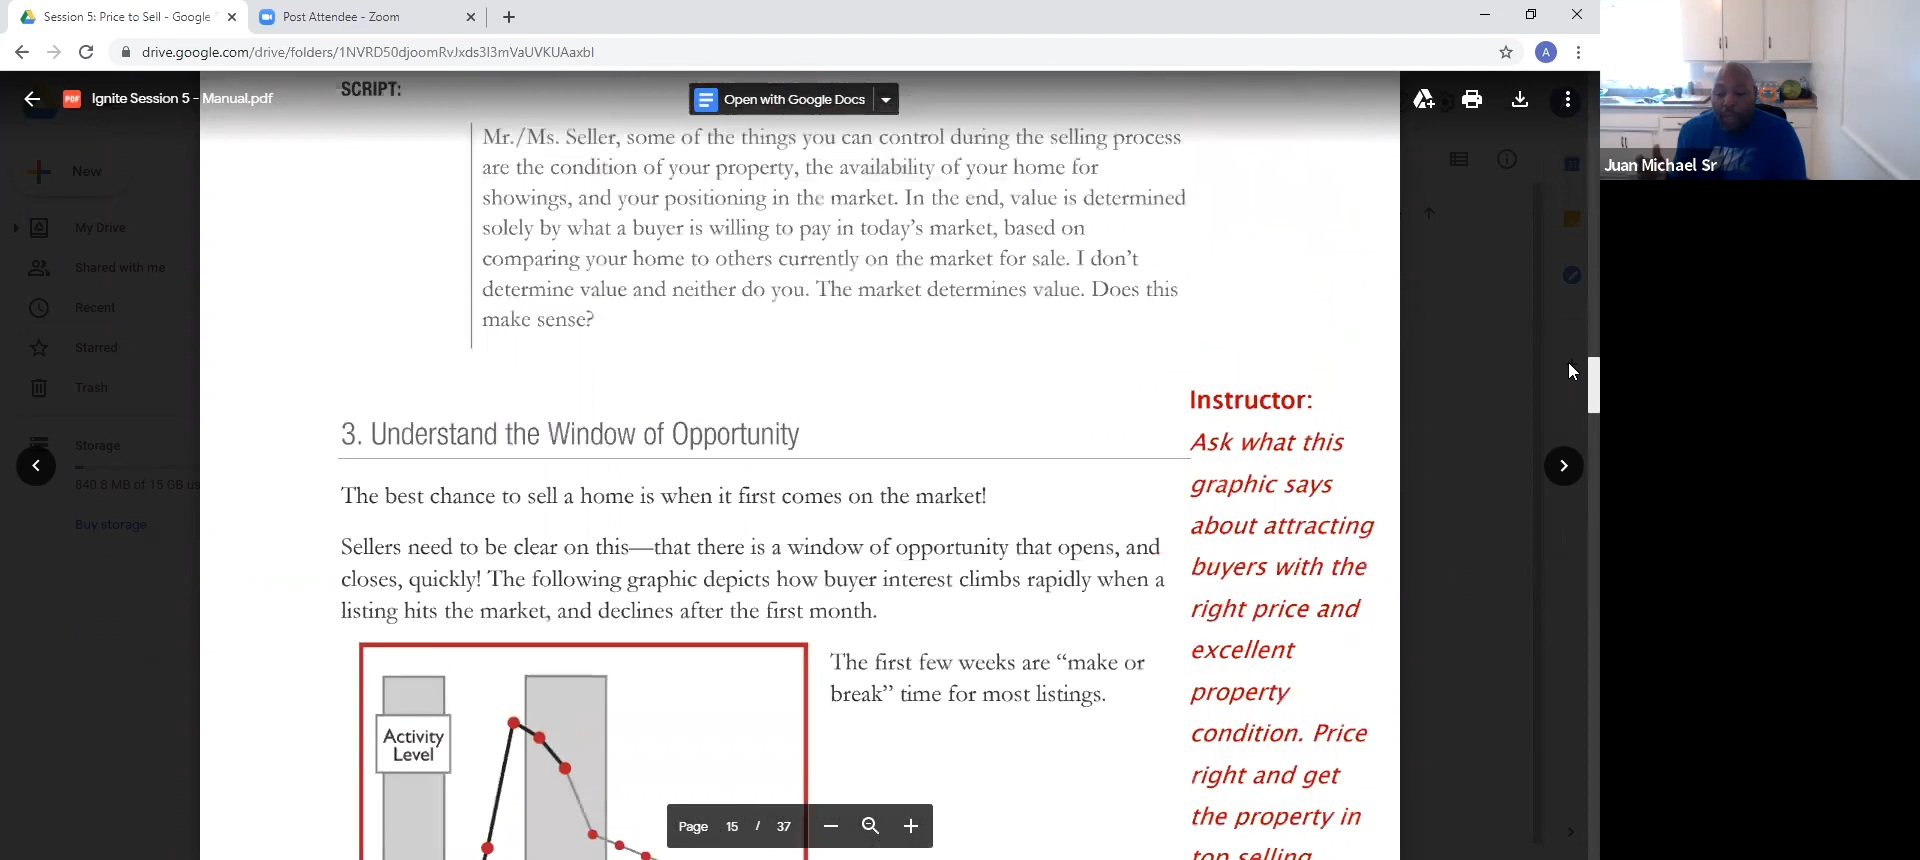 Session 5: Price to Sell - Google
Post Attendee - Zoom
drive.google.com/drive/folders/1NVRD50djoomRvJxds3I3mVaUVKUAaxbI
A
PDF
Ignite Session 5 - Manual.pdf
Open with Google Docs
New
My Drive
Shared with me
Recent
Starred
Trash
Storage
840.8 MB of 15 GB us
Buy storage
SCRIPT:
Mr./Ms. Seller, some of the things you can control during the selling process
are the condition of your property, the availability of your home for
showings, and your positioning in the market. In the end, value is determined
solely by what a buyer is willing to pay in today's market, based on
comparing your home to others currently on the market for sale. I don't
determine value and neither do you. The market determines value. Does this
make sense?
3. Understand the Window of Opportunity
The best chance to sell a home is when it first comes on the market!
Sellers need to be clear on this—that there is a window of opportunity that opens, and
closes, quickly! The following graphic depicts how buyer interest climbs rapidly when a
listing hits the market, and declines after the first month.
Activity
Level
The first few weeks are “make or
break” time for most listings.
Instructor:
Ask what this
graphic says
about attracting
buyers with the
right price and
excellent
property
condition. Price
right and get
the property in
top selling
Page 15 / 37
Juan Michael Sr